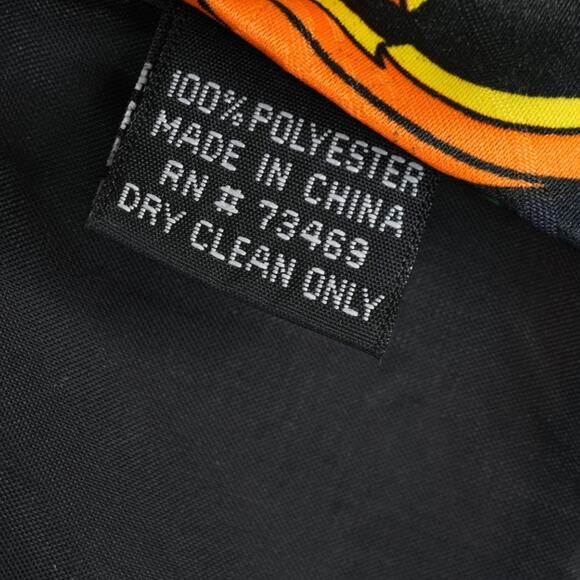 100% POLYESTER
MADE IN CHINA
RN # 73469
DRY CLEAN ONLY